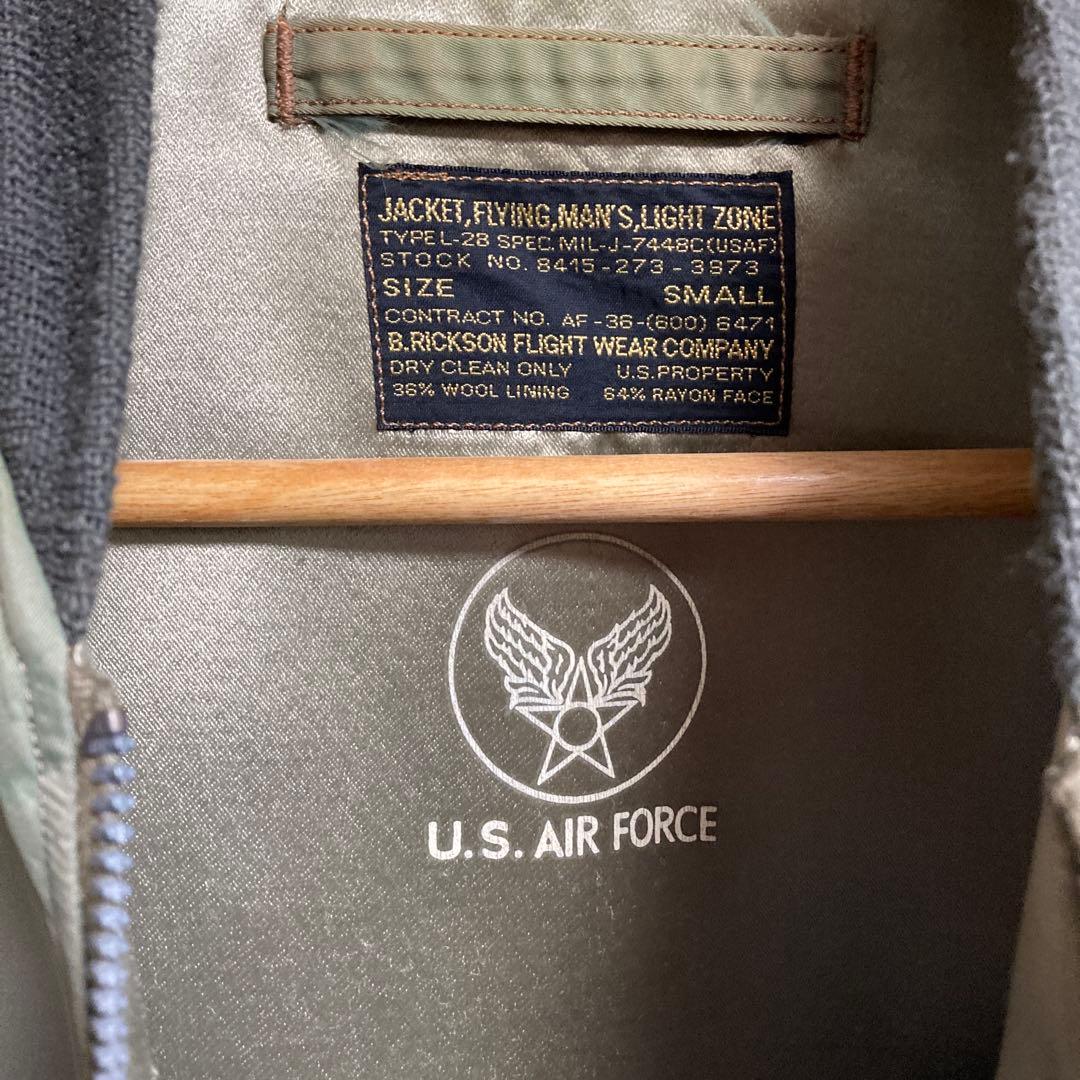 JACKET,FLYING,MAN'S,LIGHT ZONE
TYPE L-2B SPEC. MIL-J-7448C(USAF)
STOCK NO. 8415-273-3973
SIZE SMALL
CONTRACT NO. AF-36-(600) 6471
B.RICKSON FLIGHT WEAR COMPANY
DRY CLEAN ONLY U.S. PROPERTY
36% WOOL LINING 64% RAYON FACE
U.S. AIR FORCE